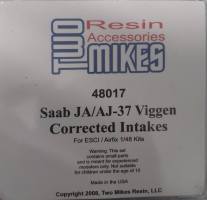 Resin
Accessories
TWO
MIKES
48017
Saab JA/AJ-37 Viggen
Corrected Intakes
For ESCI / Airfix 1/48 Kits
Warning: This set
contains small parts
and is meant for experienced
modelers only. Not suitable
for children under the age of 10
Made in the USA
Copyright 2008, Two Mikes Resin, LLC